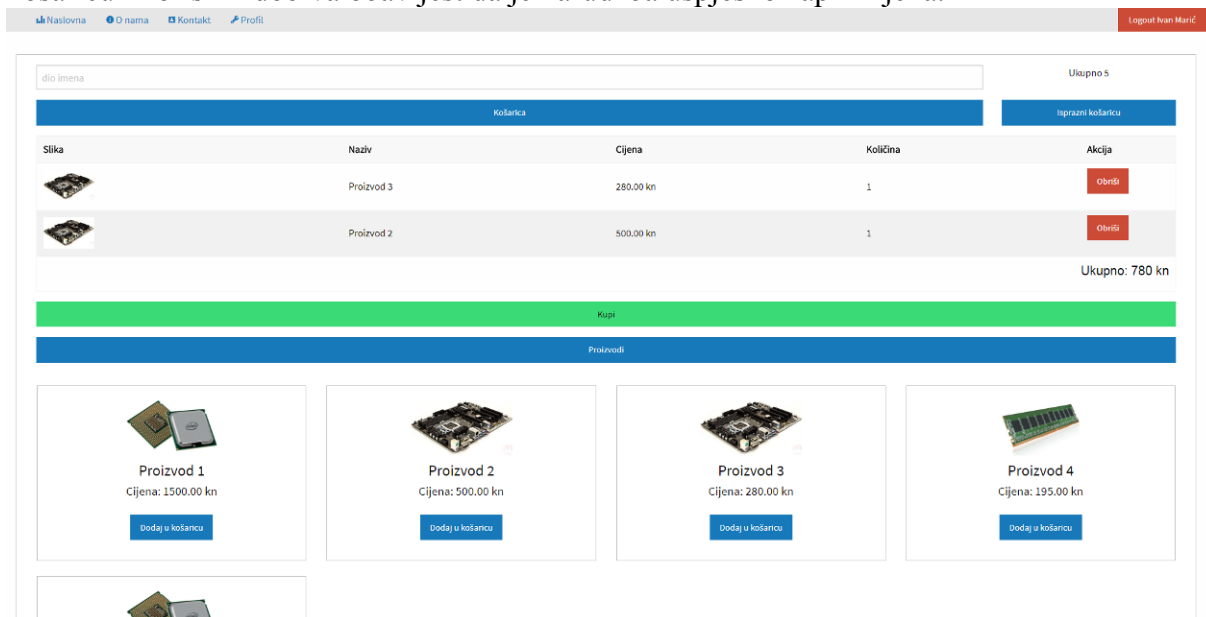 Naslovna O nama Kontakt Profil Logout Ivan Marić
dio imena Ukupno 5
Košarica Isprazni košaricu
Slika Naziv Cijena Količina Akcija
Proizvod 3 280.00 kn 1 Obriši
Proizvod 2 500.00 kn 1 Obriši
Ukupno: 780 kn
Kupi
Proizvodi
Proizvod 1 Proizvod 2 Proizvod 3 Proizvod 4
Cijena: 1500.00 kn Cijena: 500.00 kn Cijena: 280.00 kn Cijena: 195.00 kn
Dodaj u košaricu Dodaj u košaricu Dodaj u košaricu Dodaj u košaricu